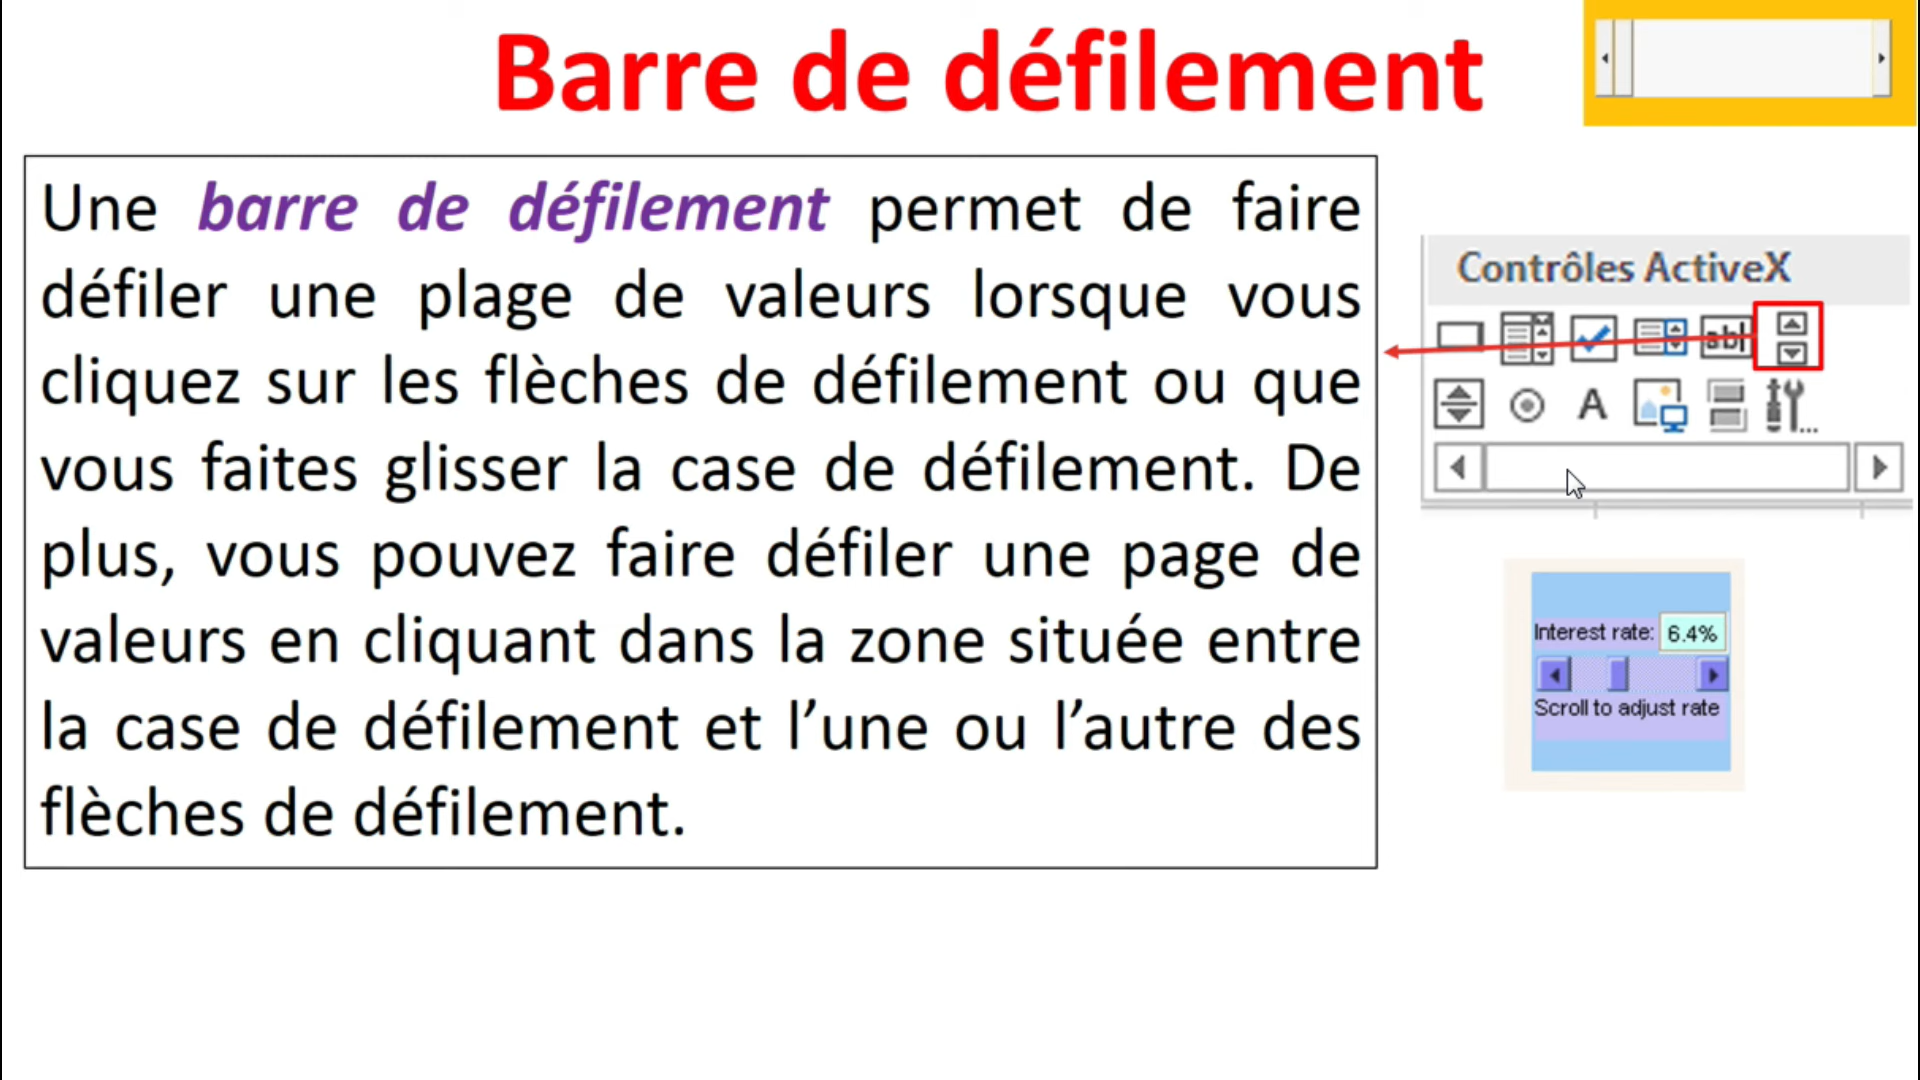 Barre de défilement
Une barre de défilement permet de faire
défiler une plage de valeurs lorsque vous
cliquez sur les flèches de défilement ou que
vous faites glisser la case de défilement. De
plus, vous pouvez faire défiler une page de
valeurs en cliquant dans la zone située entre
la case de défilement et l’une ou l’autre des
flèches de défilement.
Contrôles ActiveX
ab|
A
...
Interest rate: 6.4%
Scroll to adjust rate